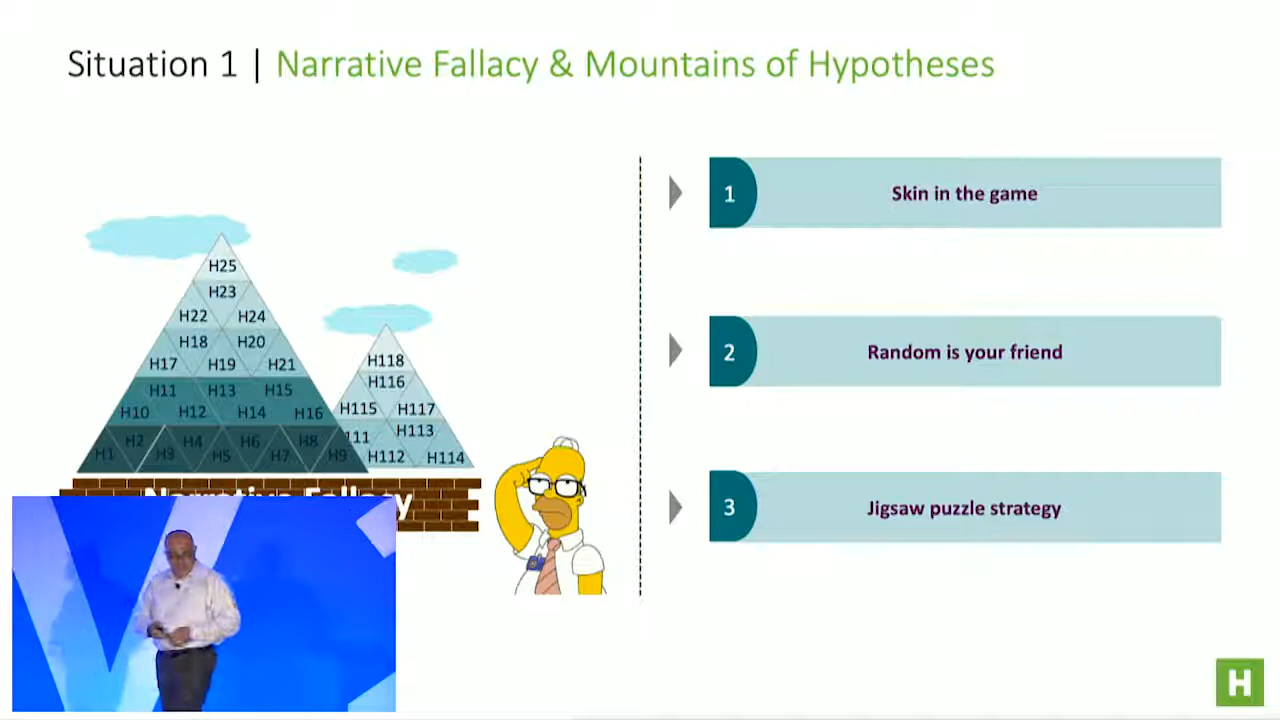 Situation 1 | Narrative Fallacy & Mountains of Hypotheses
H25
H23
H22 H24
H18 H20
H17 H19 H21
H11 H13 H15
H10 H12 H14 H16
H2 H4 H6 H8
H1 H3 H5 H7 H9
H118
H116
H115 H117
H113
H112 H114
Narrative Fallacy
1 Skin in the game
2 Random is your friend
3 Jigsaw puzzle strategy
H